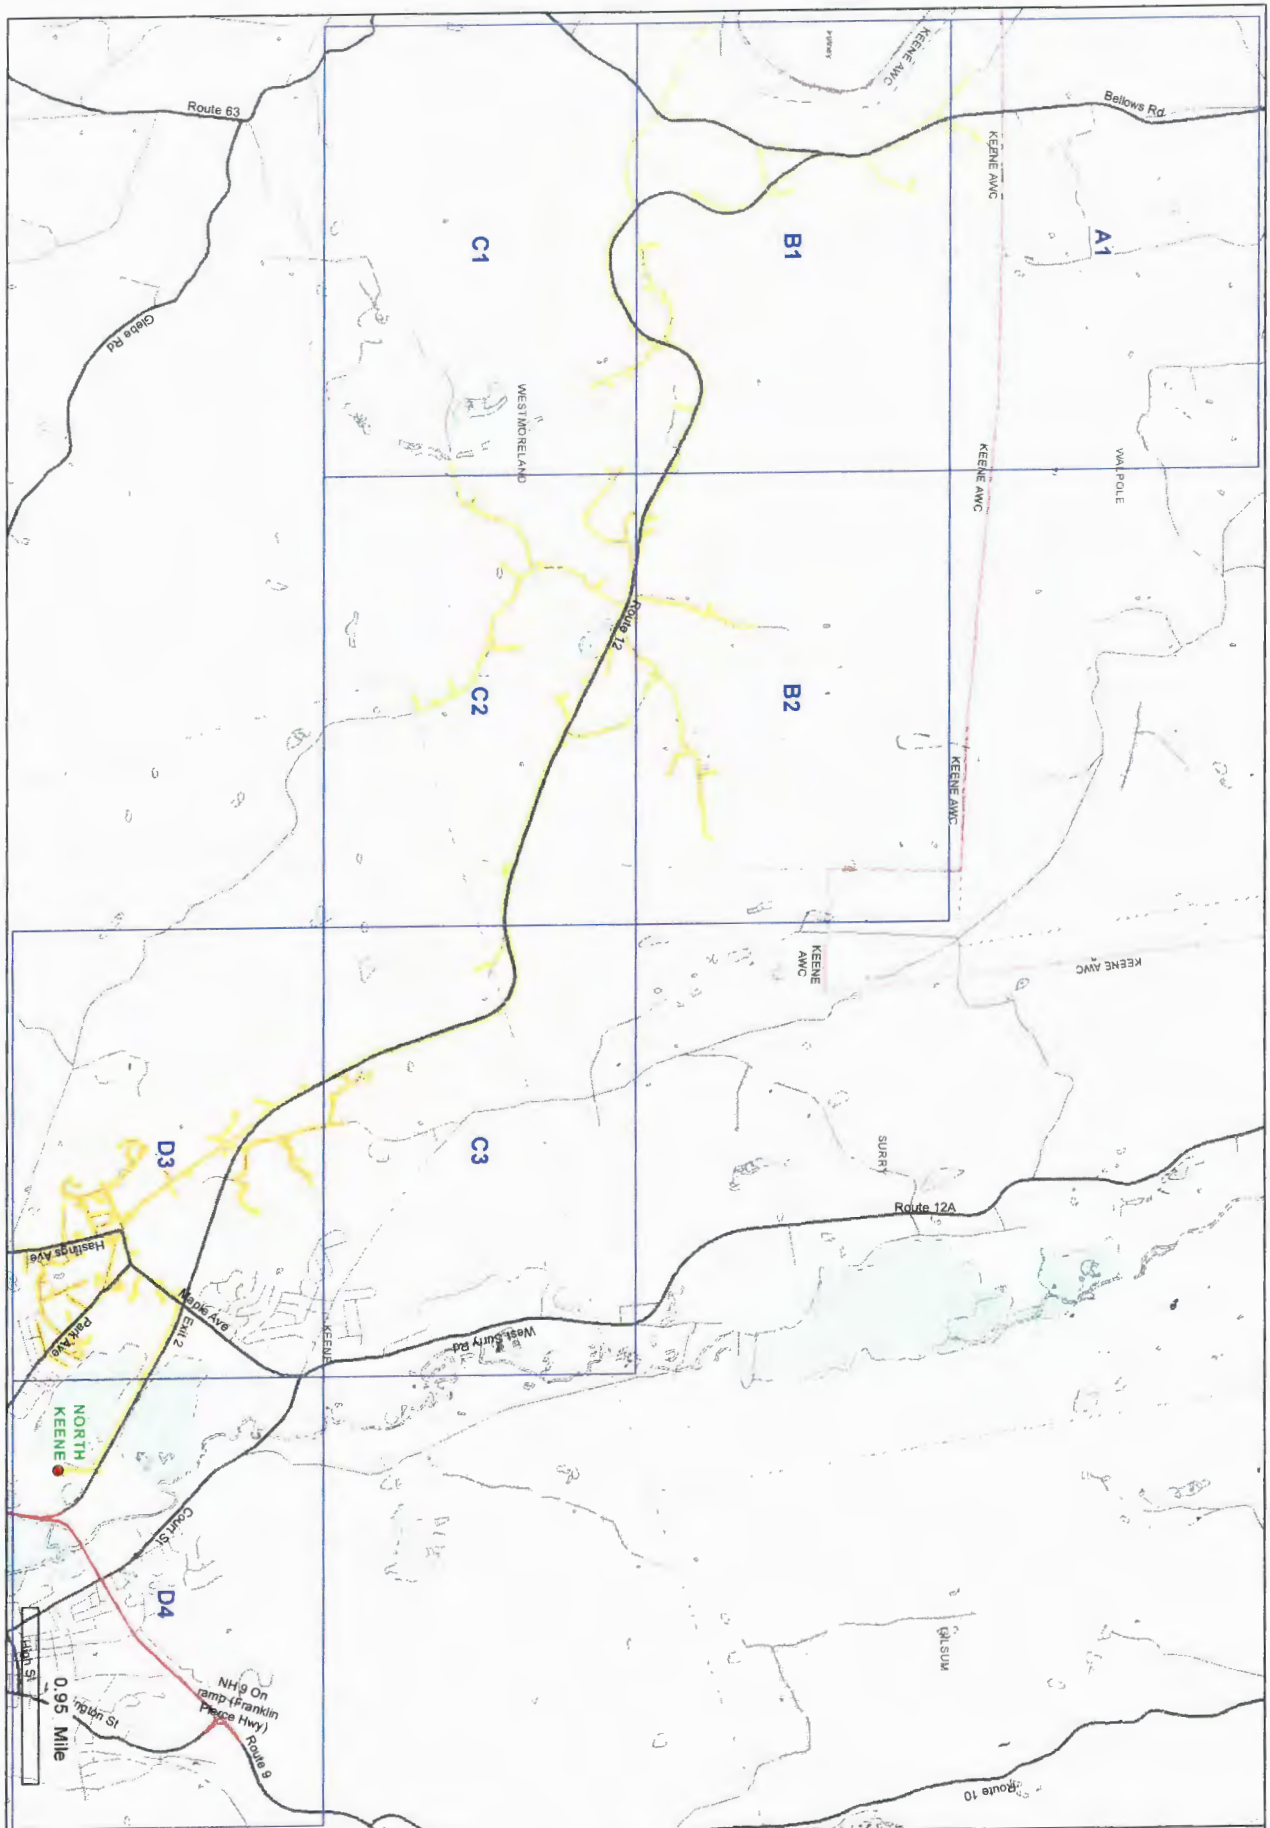 Route 63
Glebe Rd
Putney
KEENE AWC
Bellows Rd
KEENE AWC
A1
B1
C1
WESTMORELAND
WALPOLE
KEENE AWC
Route 12
B2
C2
KEENE AWC
KEENE
AWC
KEENE AWC
C3
D3
SURRY
Route 12A
Hastings Ave
Park Ave
Maple Ave
Exit 2
KEENE
West Surry Rd
NORTH
KEENE
Court St
D4
High St
0.95 Mile
ington St
NH 9 On
ramp (Franklin
Pierce Hwy)
Route 9
GILSUM
Route 10